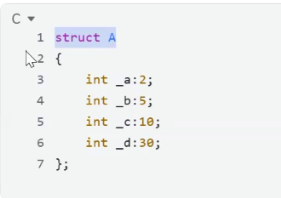 C
1 struct A
2 {
3 int _a:2;
4 int _b:5;
5 int _c:10;
6 int _d:30;
7 };